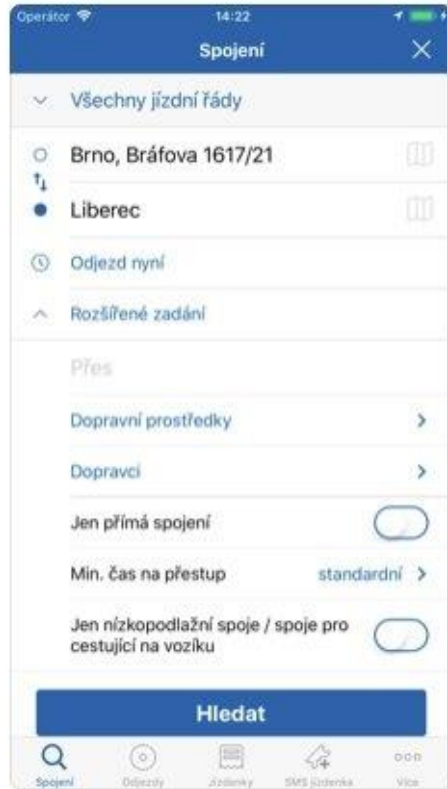 Operátor 14:22
Spojení
Všechny jízdní řády
Brno, Bráfova 1617/21
Liberec
Odjezd nyní
Rozšířené zadání
Přes
Dopravní prostředky
Dopravci
Jen přímá spojení
Min. čas na přestup standardní
Jen nízkopodlažní spoje / spoje pro
cestující na vozíku
Hledat
Spojení Odjezdy Jízdenky SMS jízdenka Více